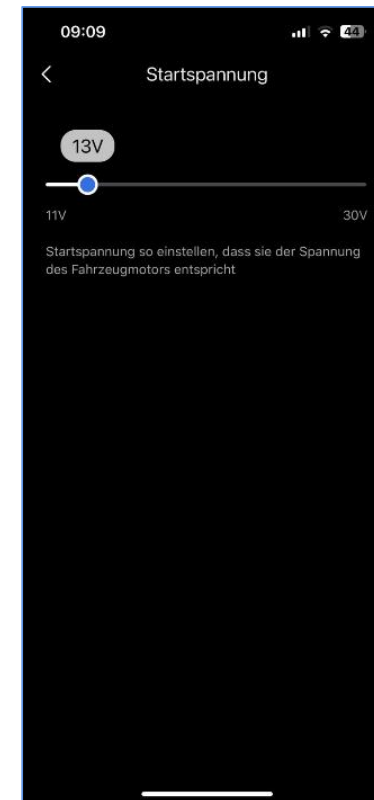 09:09
44
Startspannung
13V
11V
30V
Startspannung so einstellen, dass sie der Spannung
des Fahrzeugmotors entspricht